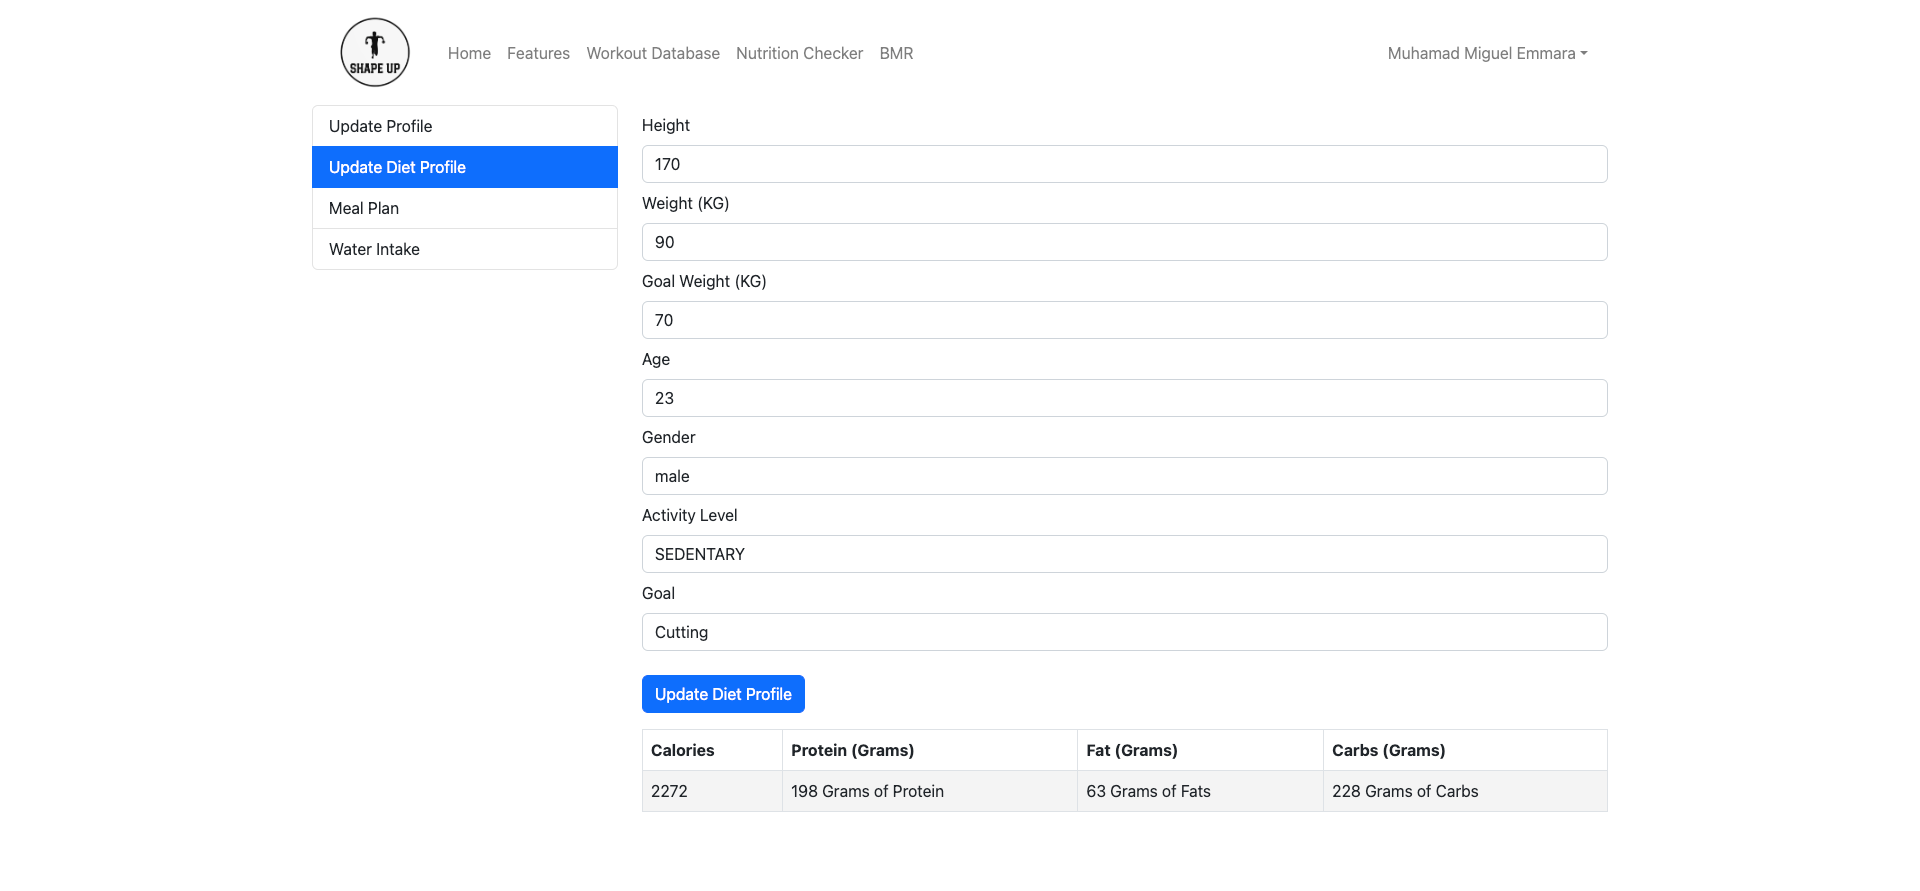 SHAPE UP
Home Features Workout Database Nutrition Checker BMR Muhamad Miguel Emmara
Update Profile
Update Diet Profile
Meal Plan
Water Intake
Height
170
Weight (KG)
90
Goal Weight (KG)
70
Age
23
Gender
male
Activity Level
SEDENTARY
Goal
Cutting
Update Diet Profile
Calories Protein (Grams) Fat (Grams) Carbs (Grams)
2272 198 Grams of Protein 63 Grams of Fats 228 Grams of Carbs